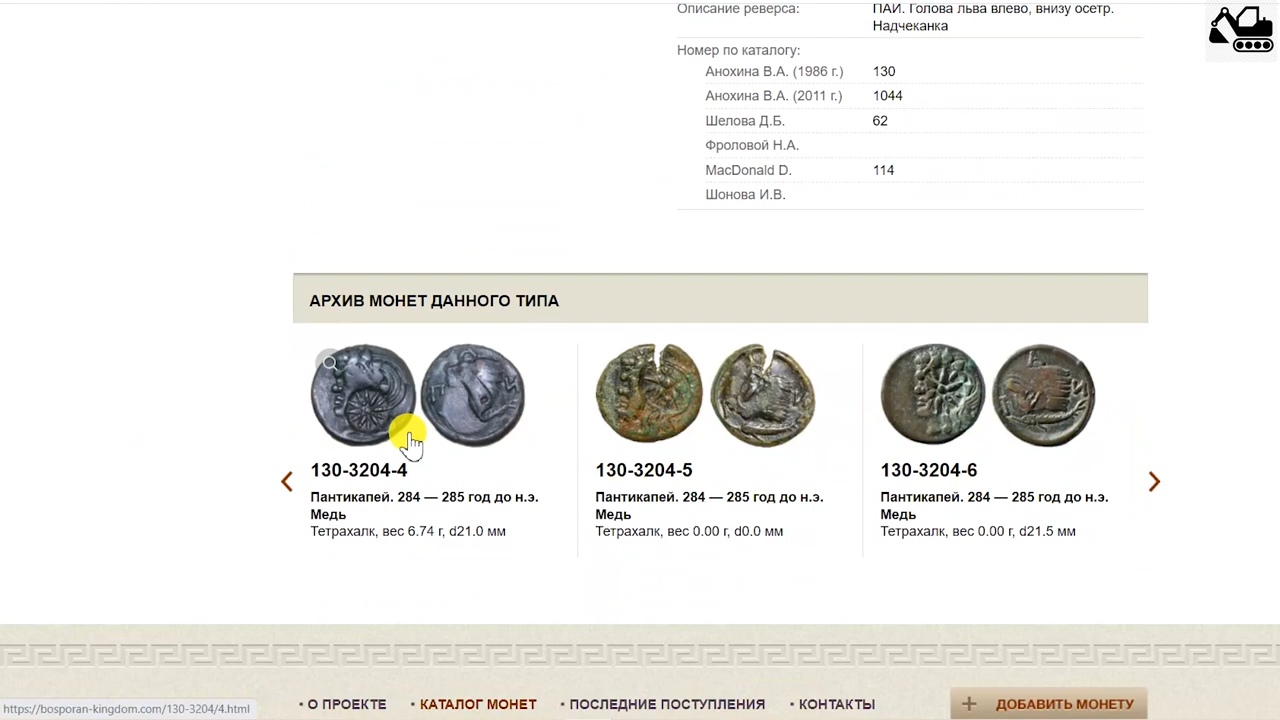 Описание реверса: ПАИ. Голова льва влево, внизу осетр.
Надчеканка
Номер по каталогу:
Анохина В.А. (1986 г.) 130
Анохина В.А. (2011 г.) 1044
Шелова Д.Б. 62
Фроловой Н.А.
MacDonald D. 114
Шонова И.В.
АРХИВ МОНЕТ ДАННОГО ТИПА
130-3204-4
Пантикапей. 284 — 285 год до н.э.
Медь
Тетрахалк, вес 6.74 г, d21.0 мм
130-3204-5
Пантикапей. 284 — 285 год до н.э.
Медь
Тетрахалк, вес 0.00 г, d0.0 мм
130-3204-6
Пантикапей. 284 — 285 год до н.э.
Медь
Тетрахалк, вес 0.00 г, d21.5 мм
• О ПРОЕКТЕ • КАТАЛОГ МОНЕТ • ПОСЛЕДНИЕ ПОСТУПЛЕНИЯ • КОНТАКТЫ + ДОБАВИТЬ МОНЕТУ
https://bosporan-kingdom.com/130-3204/4.html